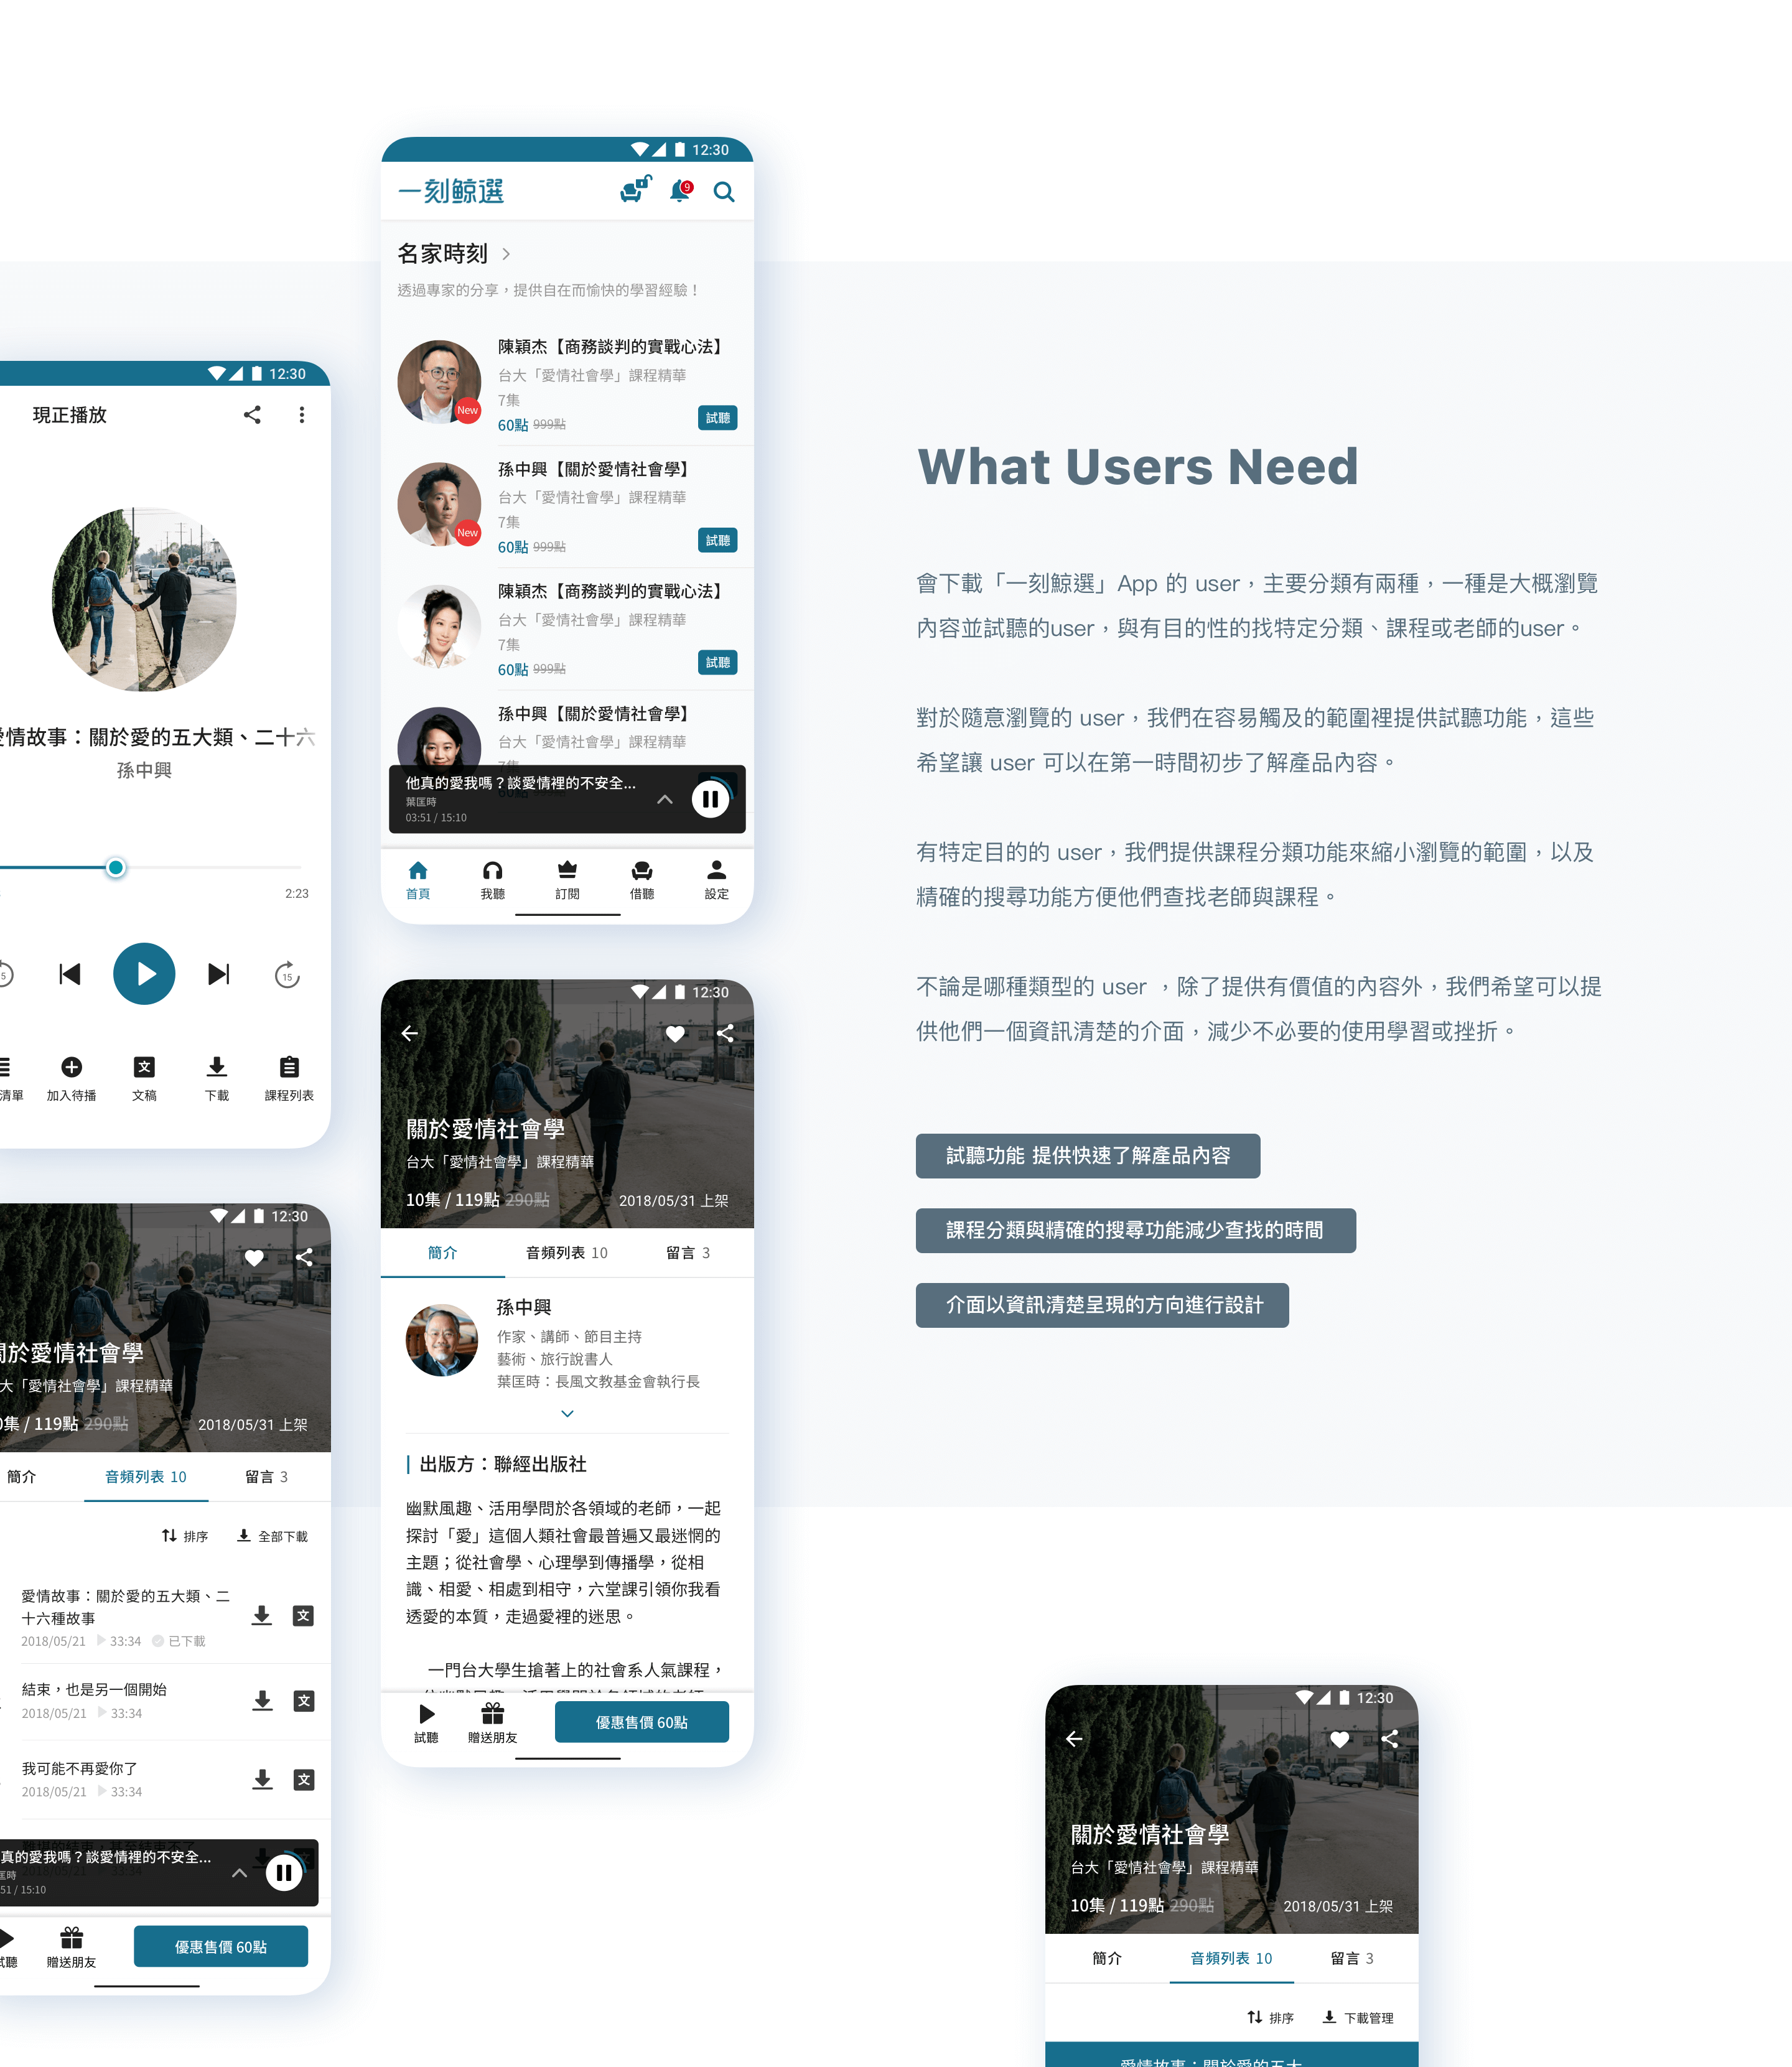 12:30
一刻鯨選
9
名家時刻
透過專家的分享，提供自在而愉快的學習經驗！
陳穎杰【商務談判的實戰心法】
台大「愛情社會學」課程精華
7集
New
60點 999點
試聽
孫中興【關於愛情社會學】
台大「愛情社會學」課程精華
7集
New
60點 999點
試聽
陳穎杰【商務談判的實戰心法】
台大「愛情社會學」課程精華
7集
60點 999點
試聽
孫中興【關於愛情社會學】
台大「愛情社會學」課程精華
7集
60點
他真的愛我嗎？談愛情裡的不安全...
葉匡時
03:51 / 15:10
首頁
我聽
訂閱
借聽
設定
12:30
現正播放
愛情故事：關於愛的五大類、二十六
孫中興
2:23
15
加入待播
文
文稿
下載
課程列表
清單
12:30
關於愛情社會學
台大「愛情社會學」課程精華
10集 / 119點 290點
2018/05/31 上架
簡介
音頻列表 10
留言 3
孫中興
作家、講師、節目主持
藝術、旅行說書人
葉匡時：長風文教基金會執行長
出版方：聯經出版社
幽默風趣、活用學問於各領域的老師，一起
探討「愛」這個人類社會最普遍又最迷惘的
主題；從社會學、心理學到傳播學，從相
識、相愛、相處到相守，六堂課引領你我看
透愛的本質，走過愛裡的迷思。
一門台大學生搶著上的社會系人氣課程，
試聽
贈送朋友
優惠售價 60點
12:30
關於愛情社會學
大「愛情社會學」課程精華
0集 / 119點 290點
2018/05/31 上架
簡介
音頻列表 10
留言 3
排序
全部下載
愛情故事：關於愛的五大類、二
十六種故事
2018/05/21 33:34 已下載
文
結束，也是另一個開始
2018/05/21 33:34
文
我可能不再愛你了
2018/05/21 33:34
文
真的愛我嗎？談愛情裡的不安全...
匡時
51 / 15:10
試聽
贈送朋友
優惠售價 60點
What Users Need
會下載「一刻鯨選」App 的 user，主要分類有兩種，一種是大概瀏覽
內容並試聽的user，與有目的性的找特定分類、課程或老師的user。
對於隨意瀏覽的 user，我們在容易觸及的範圍裡提供試聽功能，這些
希望讓 user 可以在第一時間初步了解產品內容。
有特定目的的 user，我們提供課程分類功能來縮小瀏覽的範圍，以及
精確的搜尋功能方便他們查找老師與課程。
不論是哪種類型的 user ，除了提供有價值的內容外，我們希望可以提
供他們一個資訊清楚的介面，減少不必要的使用學習或挫折。
試聽功能 提供快速了解產品內容
課程分類與精確的搜尋功能減少查找的時間
介面以資訊清楚呈現的方向進行設計
12:30
關於愛情社會學
台大「愛情社會學」課程精華
10集 / 119點 290點
2018/05/31 上架
簡介
音頻列表 10
留言 3
排序
下載管理
愛情故事：關於愛的五大